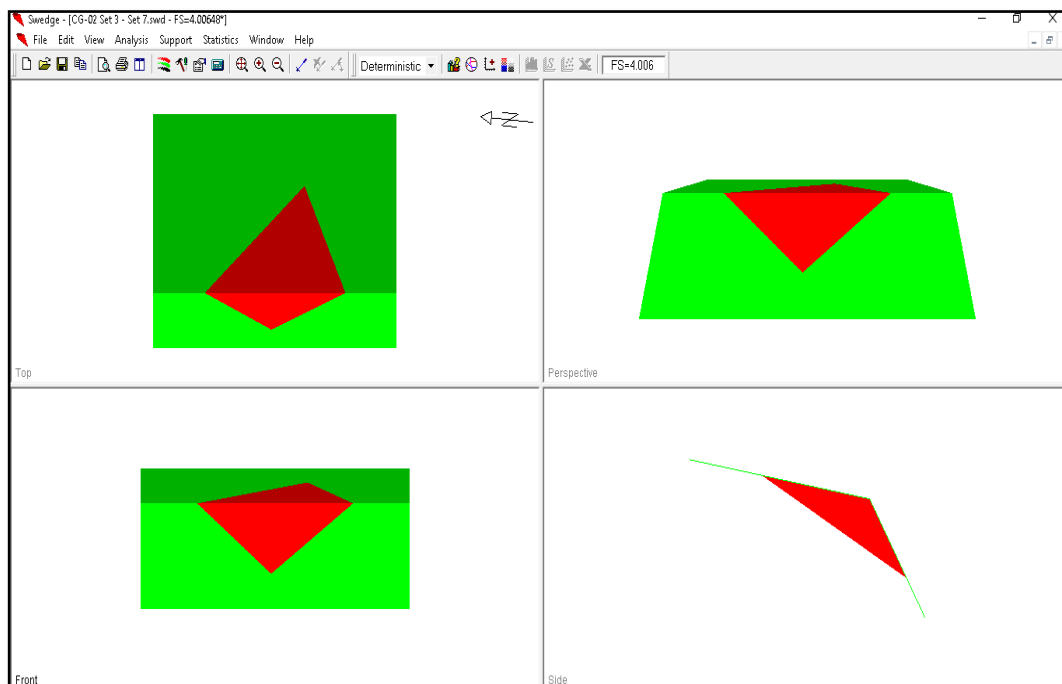 Swedge - [CG-02 Set 3 - Set 7.swd - FS=4.00648*]
File Edit View Analysis Support Statistics Window Help
Deterministic FS=4.006
Z
Top
Perspective
Front
Side